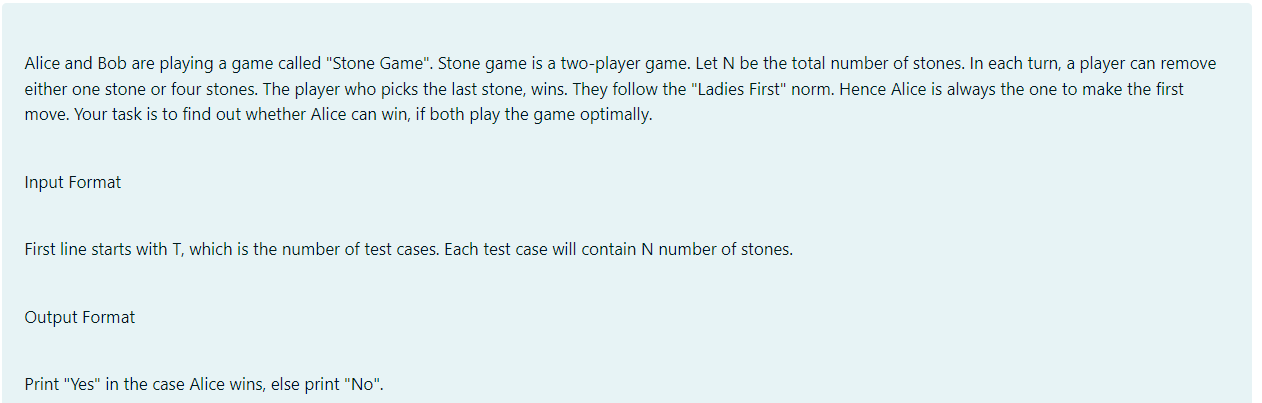 Alice and Bob are playing a game called "Stone Game". Stone game is a two-player game. Let N be the total number of stones. In each turn, a player can remove
either one stone or four stones. The player who picks the last stone, wins. They follow the "Ladies First" norm. Hence Alice is always the one to make the first
move. Your task is to find out whether Alice can win, if both play the game optimally.
Input Format
First line starts with T, which is the number of test cases. Each test case will contain N number of stones.
Output Format
Print "Yes" in the case Alice wins, else print "No".